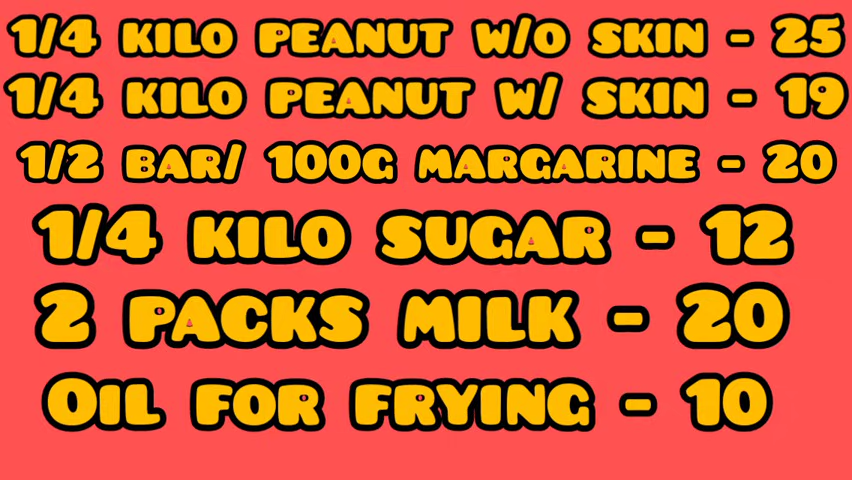 1/4 KILO PEANUT W/O SKIN - 25
1/4 KILO PEANUT W/ SKIN - 19
1/2 BAR/ 100G MARGARINE - 20
1/4 KILO SUGAR - 12
2 PACKS MILK - 20
OIL FOR FRYING - 10